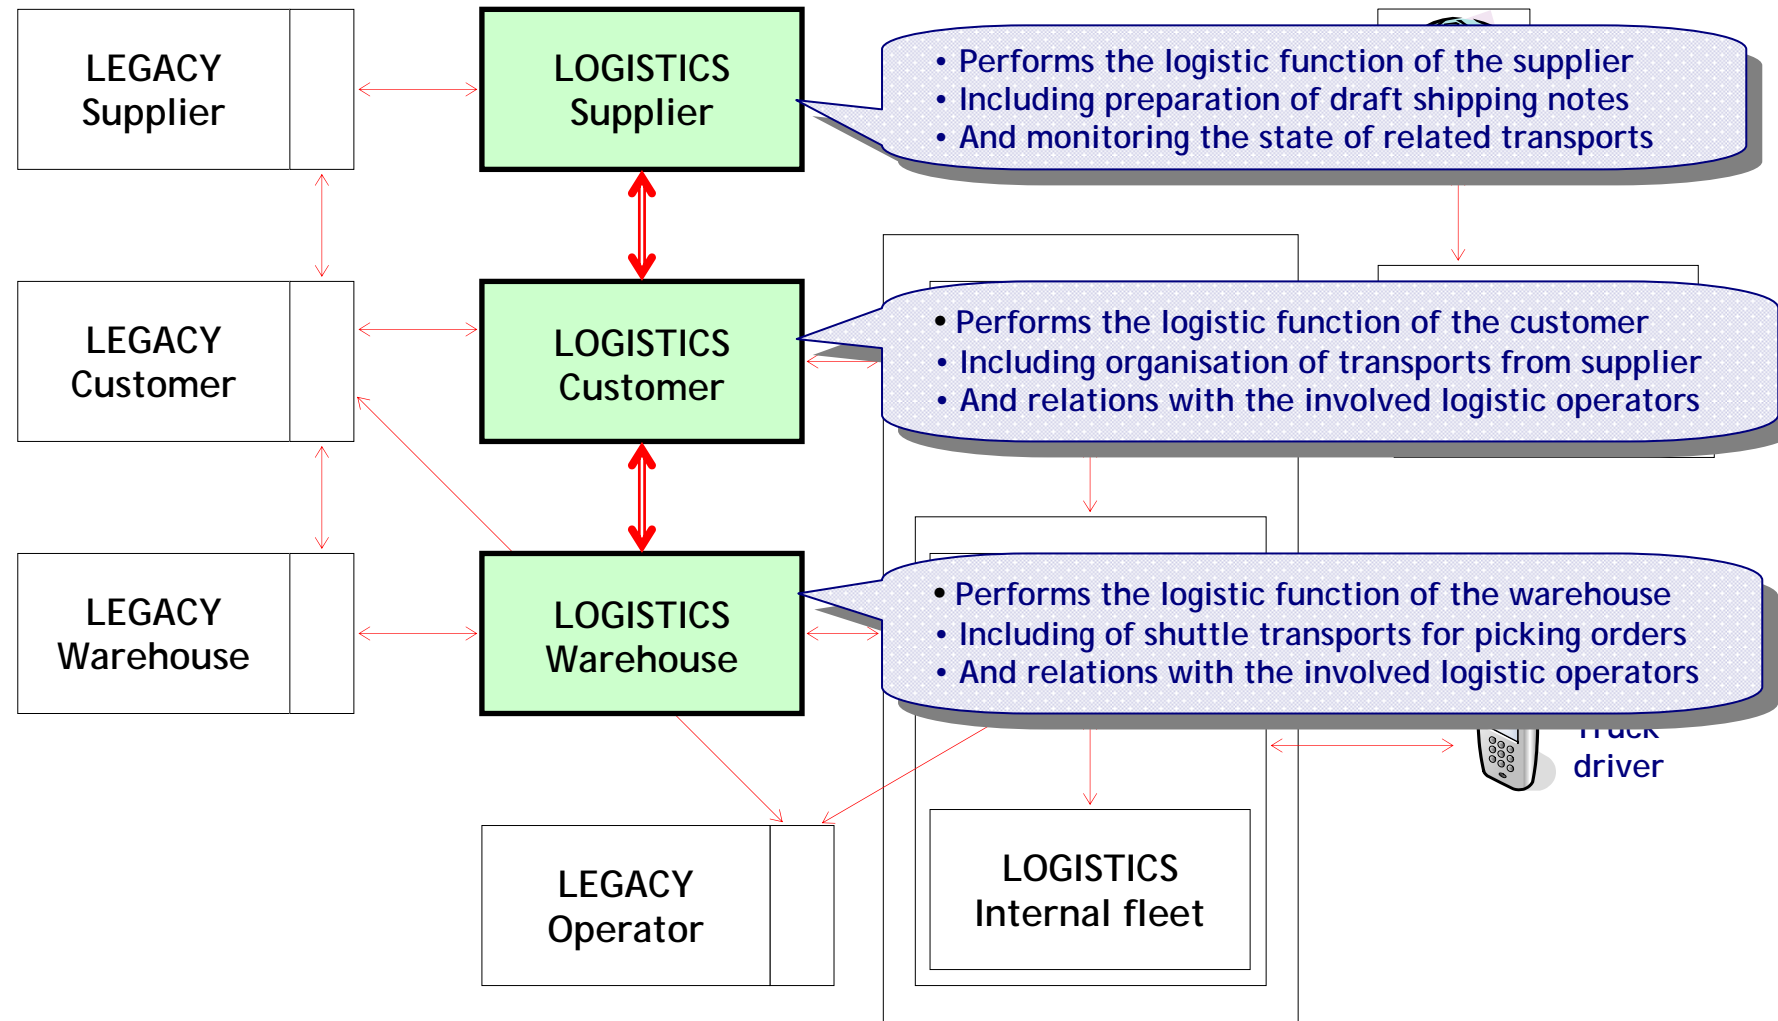 LEGACY
Supplier
LOGISTICS
Supplier
• Performs the logistic function of the supplier
• Including preparation of draft shipping notes
• And monitoring the state of related transports
LEGACY
Customer
LOGISTICS
Customer
• Performs the logistic function of the customer
• Including organisation of transports from supplier
• And relations with the involved logistic operators
LEGACY
Warehouse
LOGISTICS
Warehouse
• Performs the logistic function of the warehouse
• Including of shuttle transports for picking orders
• And relations with the involved logistic operators
Truck
driver
LEGACY
Operator
LOGISTICS
Internal fleet